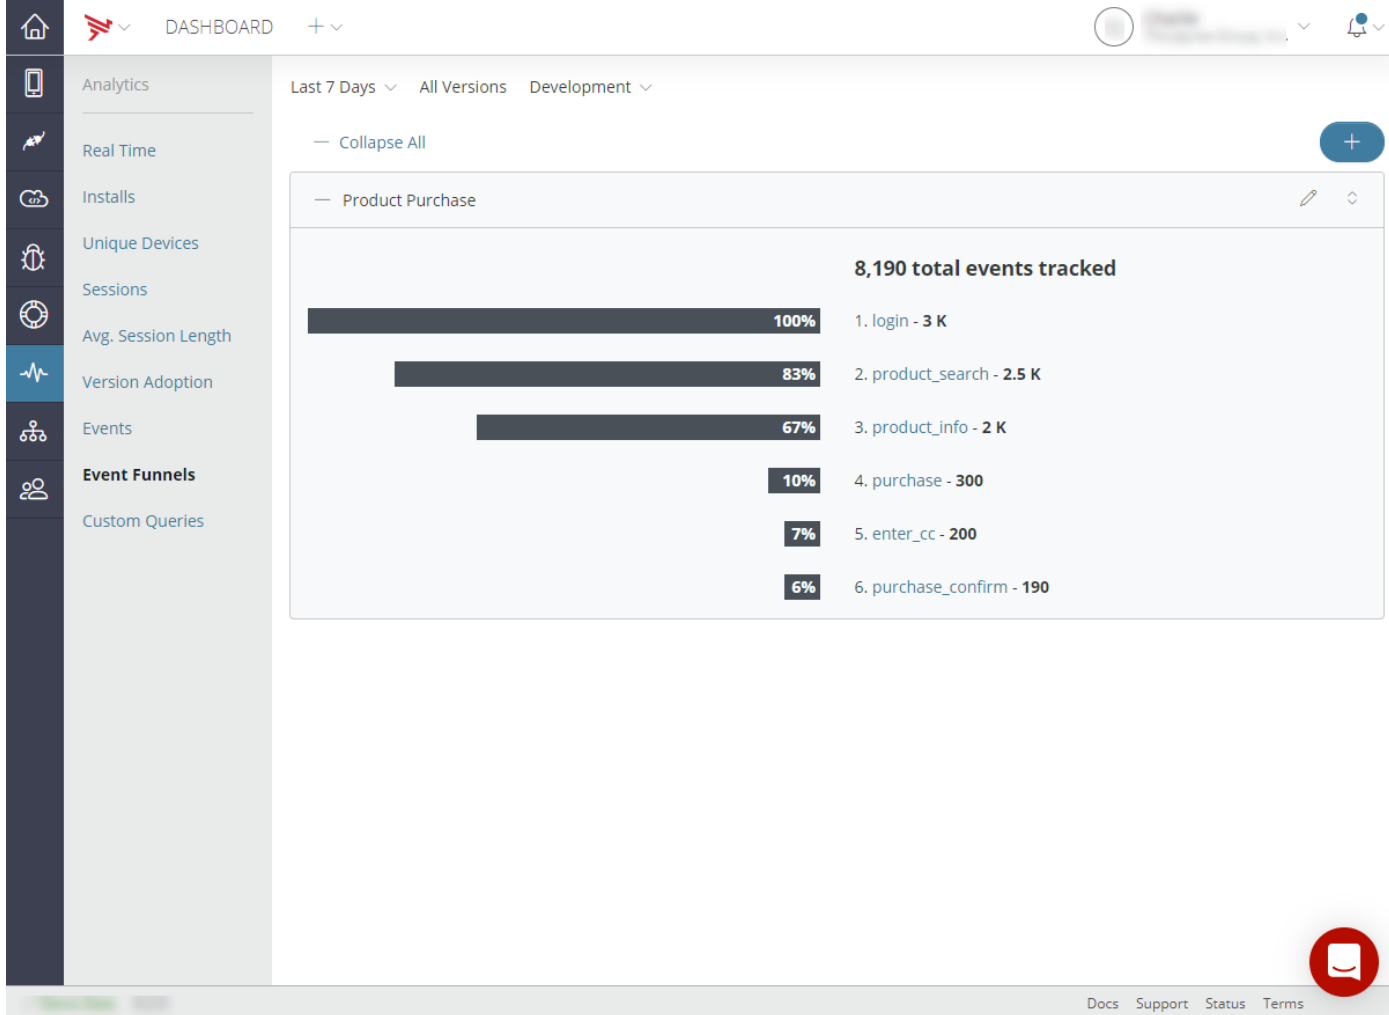 DASHBOARD
Analytics
Real Time
Installs
Unique Devices
Sessions
Avg. Session Length
Version Adoption
Events
Event Funnels
Custom Queries
Last 7 Days All Versions Development
Collapse All
Product Purchase
8,190 total events tracked
100% 1. login - 3 K
83% 2. product_search - 2.5 K
67% 3. product_info - 2 K
10% 4. purchase - 300
7% 5. enter_cc - 200
6% 6. purchase_confirm - 190
Docs Support Status Terms